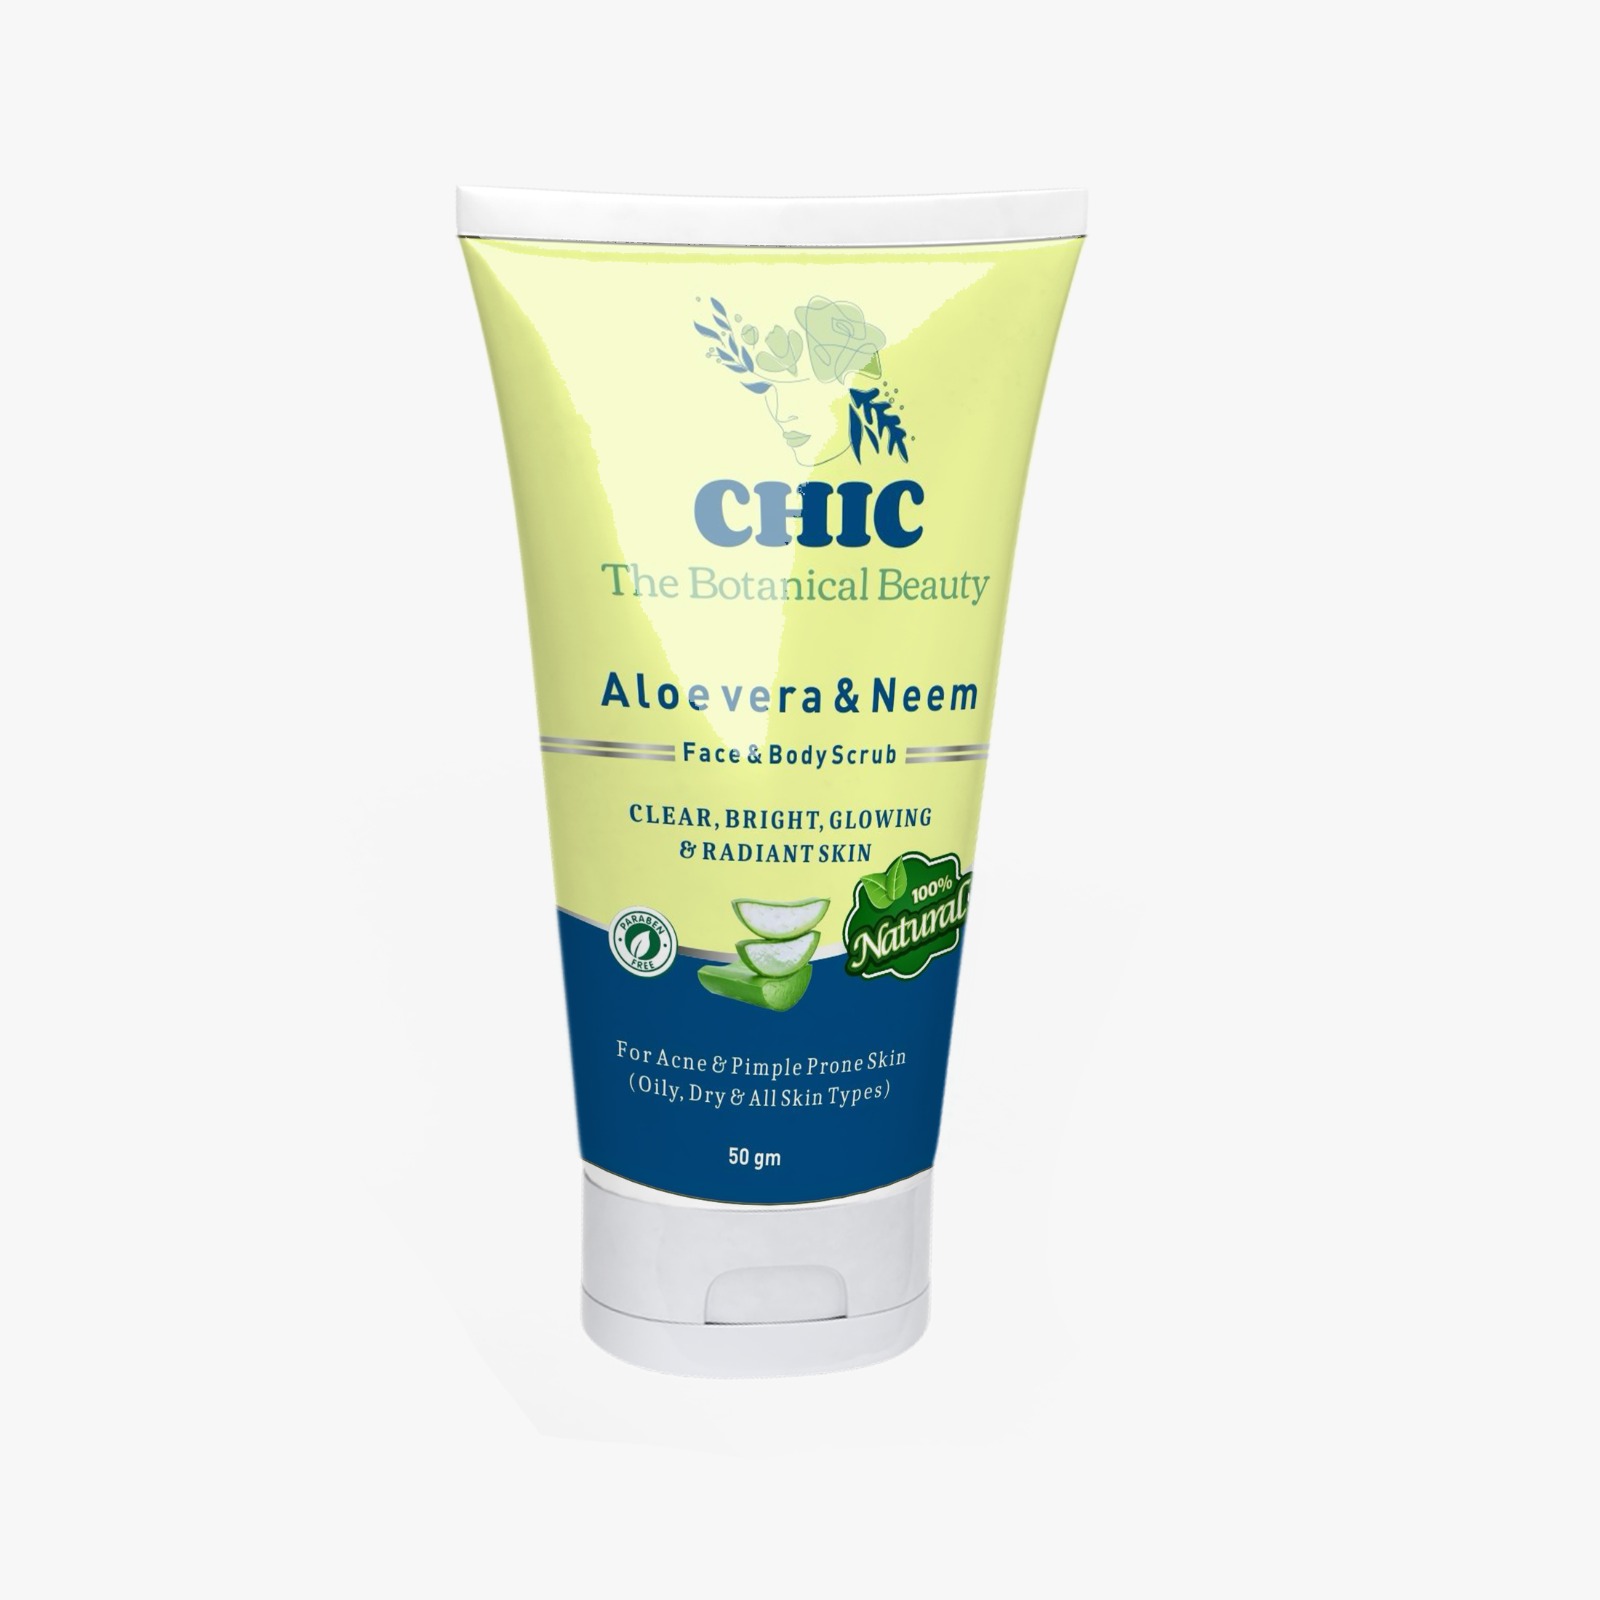 CHIC
The Botanical Beauty
Aloe vera & Neem
Face & Body Scrub
CLEAR, BRIGHT, GLOWING
& RADIANT SKIN
100%
Natural
PARABEN
FREE
For Acne & Pimple Prone Skin
(Oily, Dry & All Skin Types)
50 gm